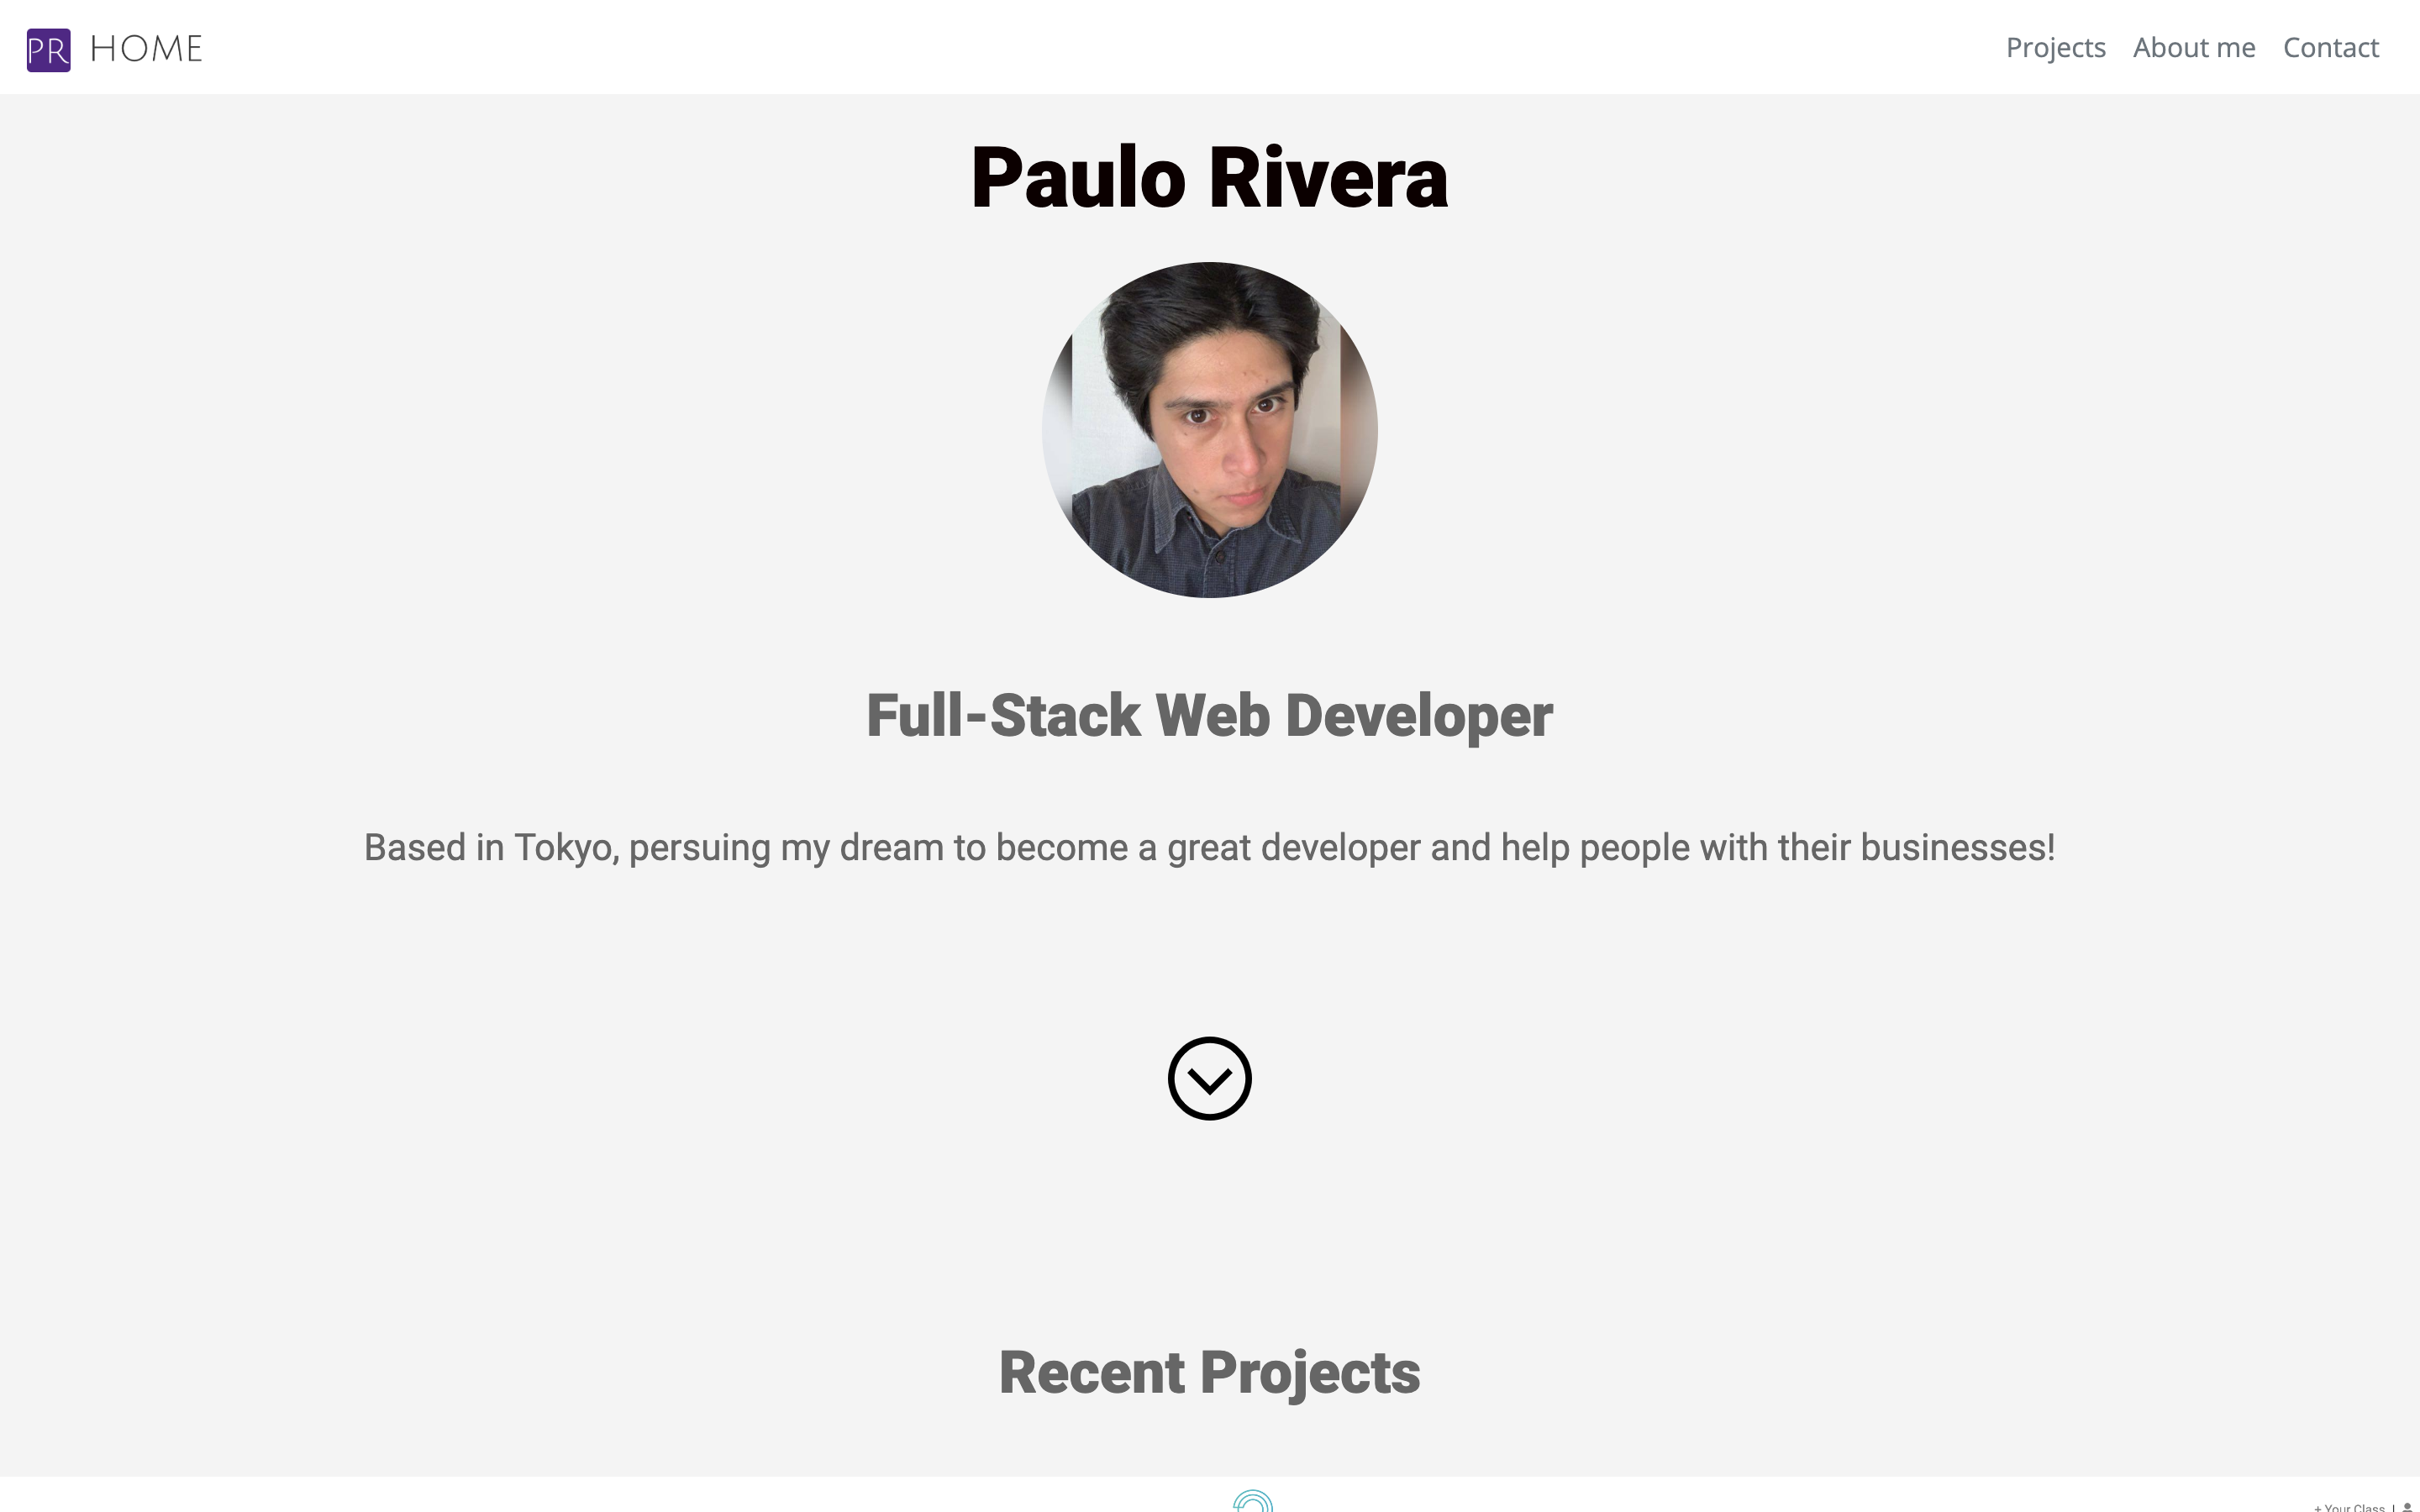 PR HOME
Projects About me Contact
Paulo Rivera
Full-Stack Web Developer
Based in Tokyo, persuing my dream to become a great developer and help people with their businesses!
Recent Projects
+ Your Class |